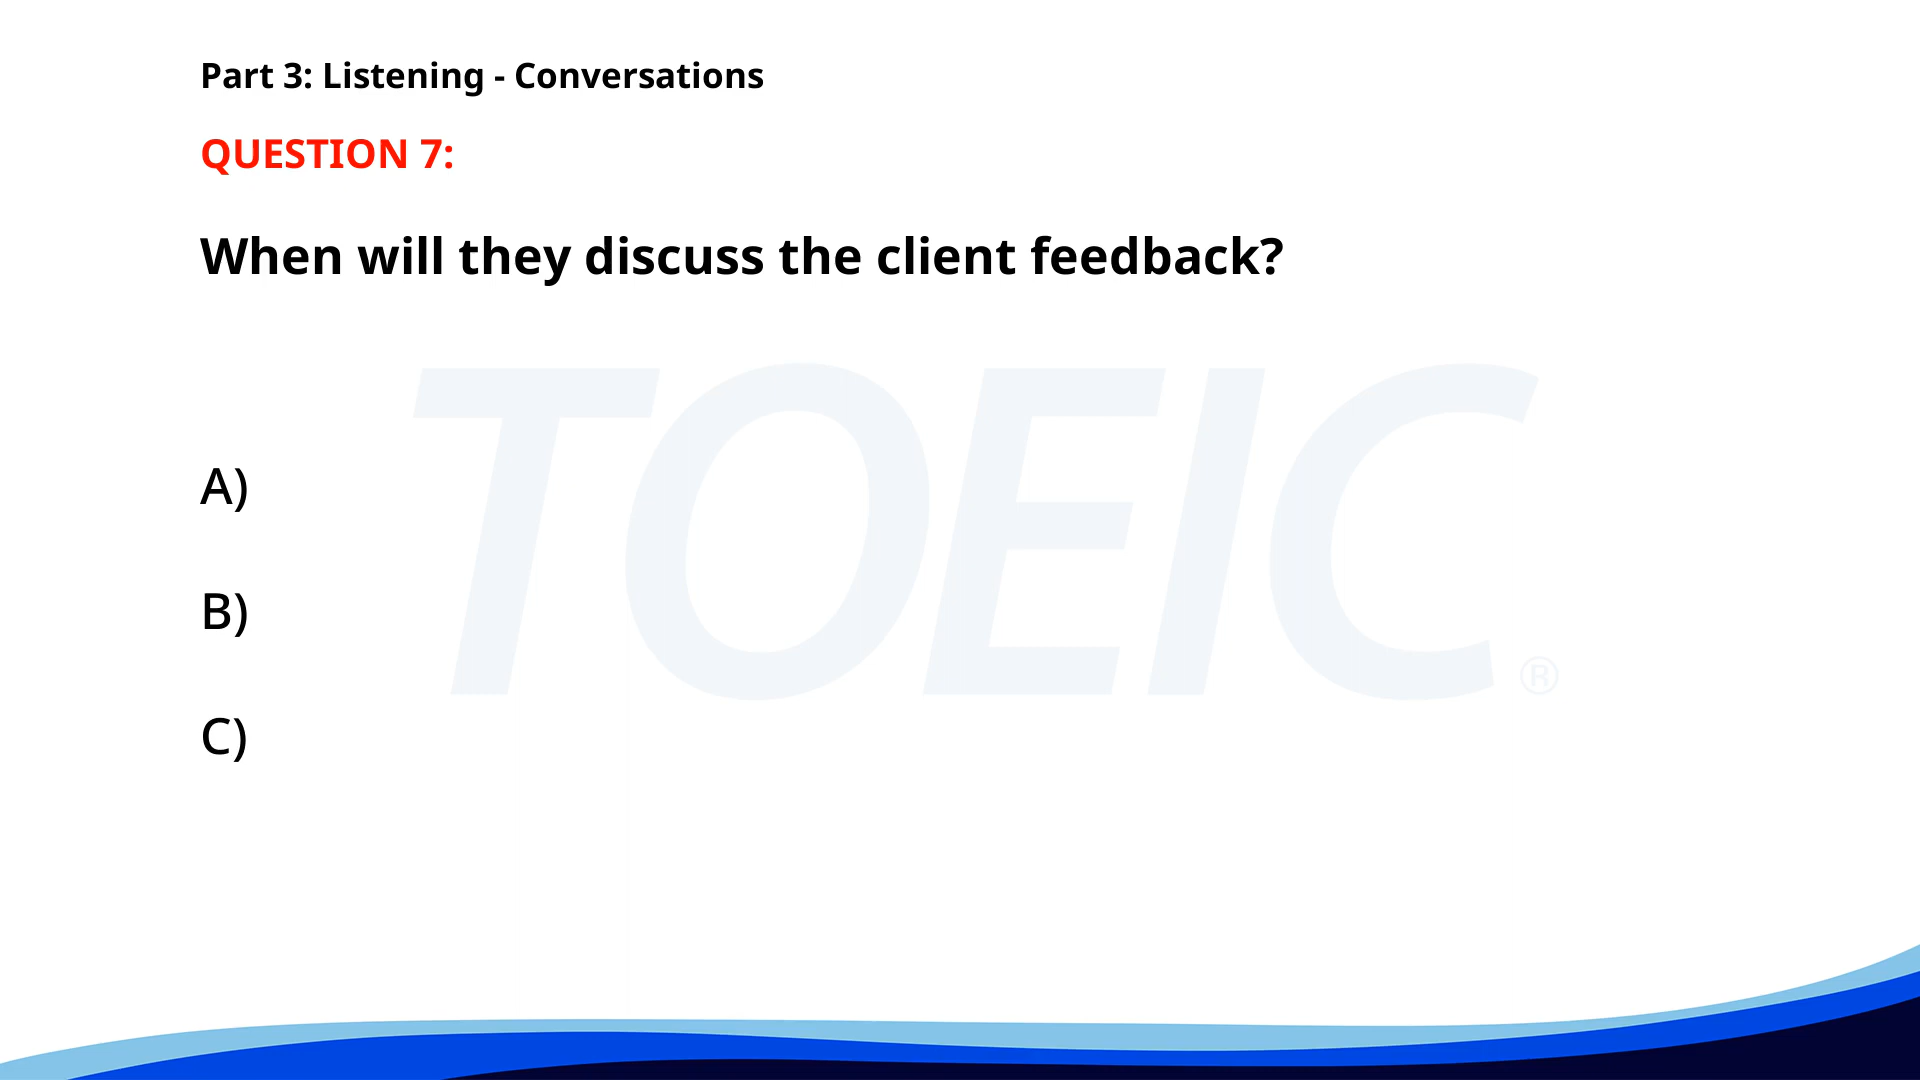 Part 3: Listening - Conversations
QUESTION 7:
When will they discuss the client feedback?
TOEIC®
A)
B)
C)